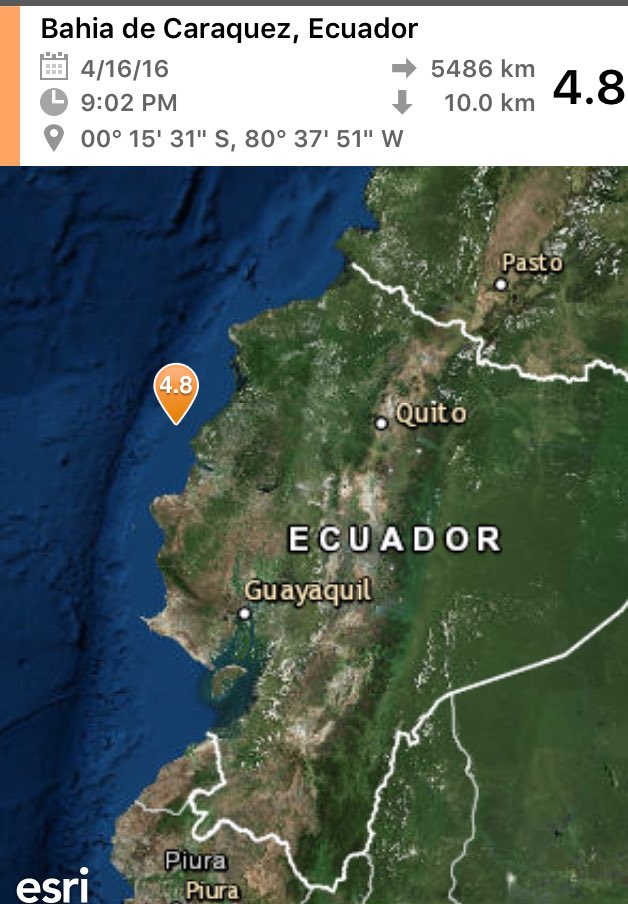 Bahia de Caraquez, Ecuador
4/16/16
5486 km
9:02 PM
10.0 km
4.8
00° 15' 31" S, 80° 37' 51" W
Pasto
4.8
Quito
ECUADOR
Guayaquil
Piura
Piura
esri